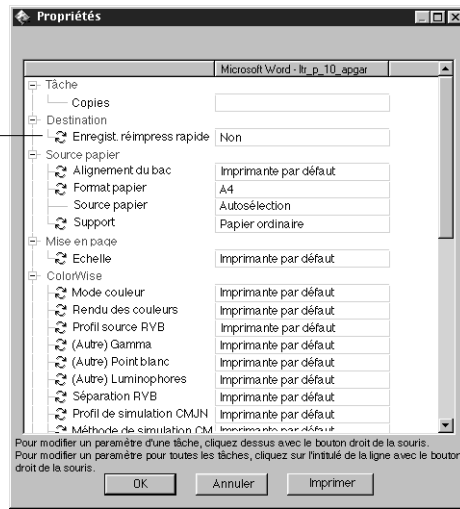 Propriétés
Microsoft Word - ltr_p_10_apgar
Tâche
Copies
Destination
Enregist. réimpress rapide Non
Source papier
Alignement du bac Imprimante par défaut
Format papier A4
Source papier Autosélection
Support Papier ordinaire
Mise en page
Echelle Imprimante par défaut
ColorWise
Mode couleur Imprimante par défaut
Rendu des couleurs Imprimante par défaut
Profil source RVB Imprimante par défaut
(Autre) Gamma Imprimante par défaut
(Autre) Point blanc Imprimante par défaut
(Autre) Luminophores Imprimante par défaut
Séparation RVB Imprimante par défaut
Profil de simulation CMJN Imprimante par défaut
Méthode de simulation CM Imprimante par défaut
Pour modifier un paramètre d'une tâche, cliquez dessus avec le bouton droit de la souris.
Pour modifier un paramètre pour toutes les tâches, cliquez sur l'intitulé de la ligne avec le bouton
droit de la souris.
OK Annuler Imprimer